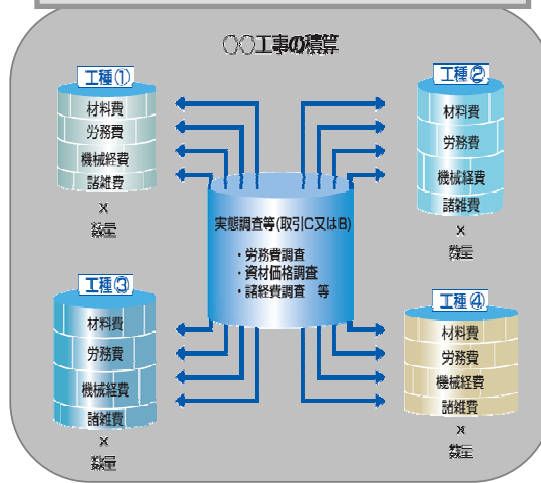 〇〇工事の積算
工種①
材料費
労務費
機械経費
諸雑費
×
数量
工種②
材料費
労務費
機械経費
諸雑費
×
数量
実態調査等(取引C又はB)
・労務費調査
・資材価格調査
・諸経費調査 等
工種③
材料費
労務費
機械経費
諸雑費
×
数量
工種④
材料費
労務費
機械経費
諸雑費
×
数量